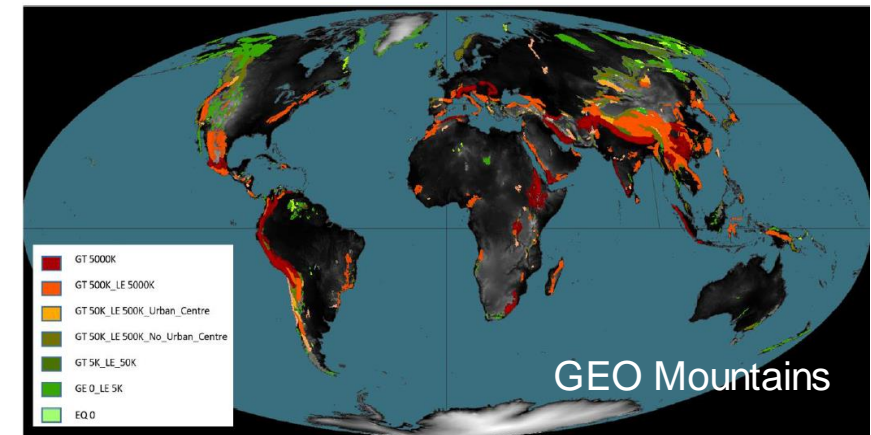 GT 5000K
GT 500K_LE 5000K
GT 50K_LE 500K_Urban_Centre
GT 50K_LE 500K_No_Urban_Centre
GT 5K_LE_50K
GE 0_LE 5K
EQ 0
GEO Mountains